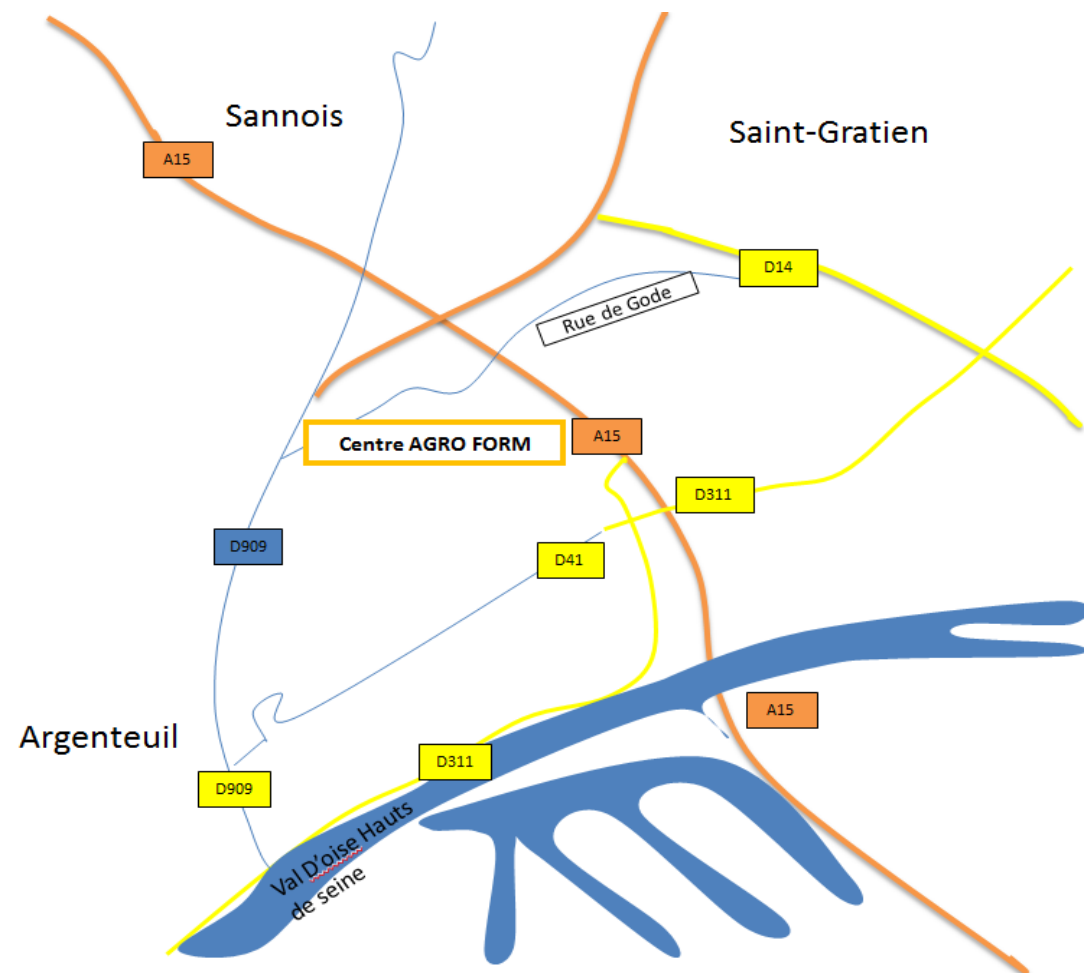 Sannois
Saint-Gratien
A15
D14
Rue de Gode
Centre AGRO FORM
A15
D311
D909
D41
A15
Argenteuil
D311
D909
Val D'oise Hauts
de seine